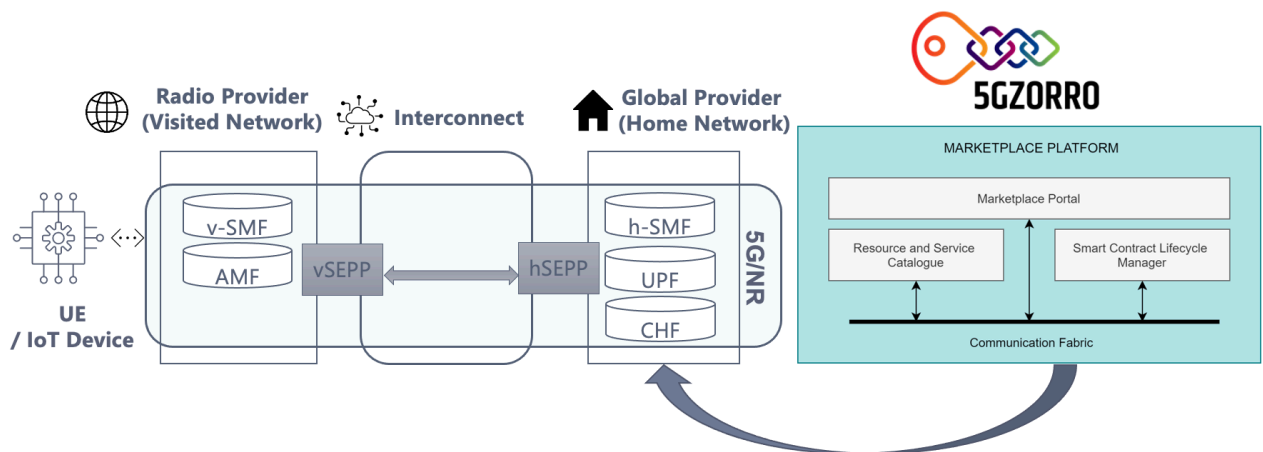 5GZORRO
Radio Provider
(Visited Network)
Interconnect
Global Provider
(Home Network)
MARKETPLACE PLATFORM
Marketplace Portal
Resource and Service
Catalogue
Smart Contract Lifecycle
Manager
Communication Fabric
v-SMF
AMF
vSEPP
hSEPP
h-SMF
UPF
CHF
5G/NR
UE
/ IoT Device